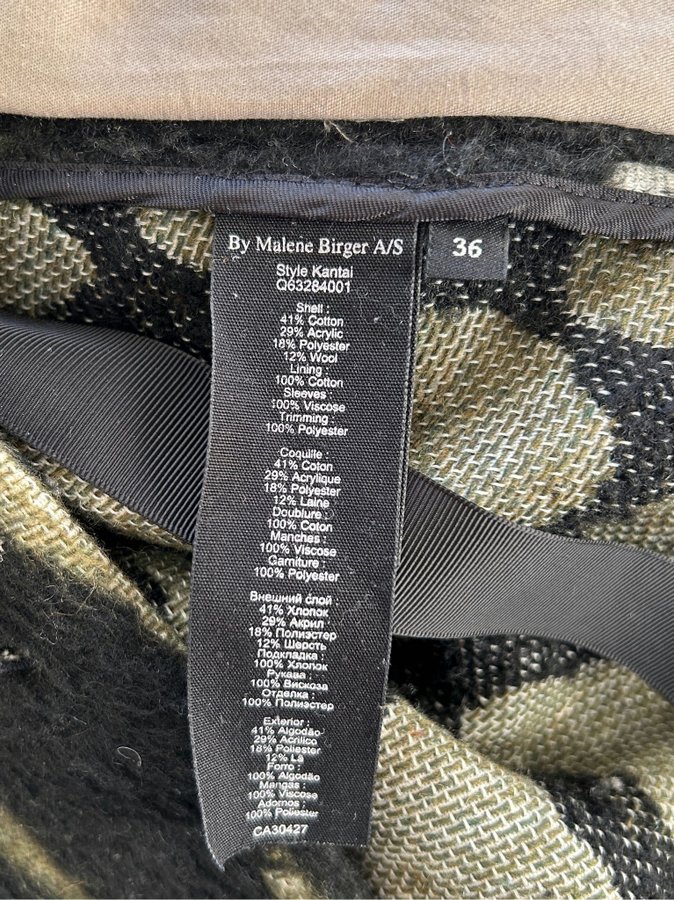 By Malene Birger A/S
36
Style Kantai
Q63284001
Shell :
41% Cotton
29% Acrylic
18% Polyester
12% Wool
Lining :
100% Cotton
Sleeves :
100% Viscose
Trimming :
100% Polyester
Coquille :
41% Coton
29% Acrylique
18% Polyester
12% Laine
Doublure :
100% Coton
Manches :
100% Viscose
Garniture :
100% Polyester
Внешний слой :
41% Хлопок
29% Акрил
18% Полиэстер
12% Шерсть
Подкладка :
100% Хлопок
Рукава :
100% Вискоза
Отделка :
100% Полиэстер
Exterior :
41% Algodão
29% Acrílico
18% Poliester
12% Lã
Forro :
100% Algodão
Mangas :
100% Viscose
Adornos :
100% Poliester
CA30427